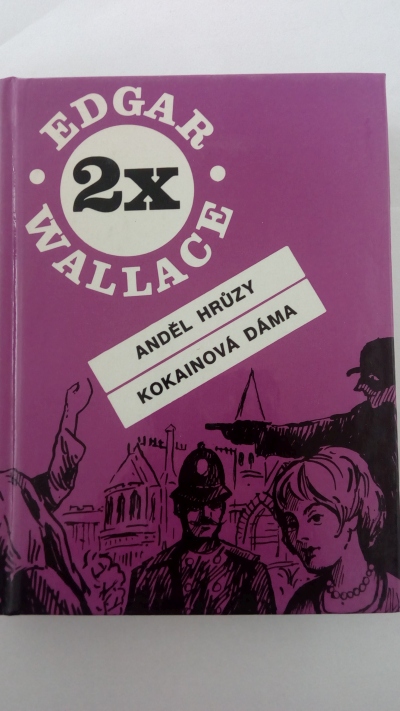 EDGAR
2x
WALLACE
ANDĚL HRŮZY
KOKAINOVÁ DÁMA